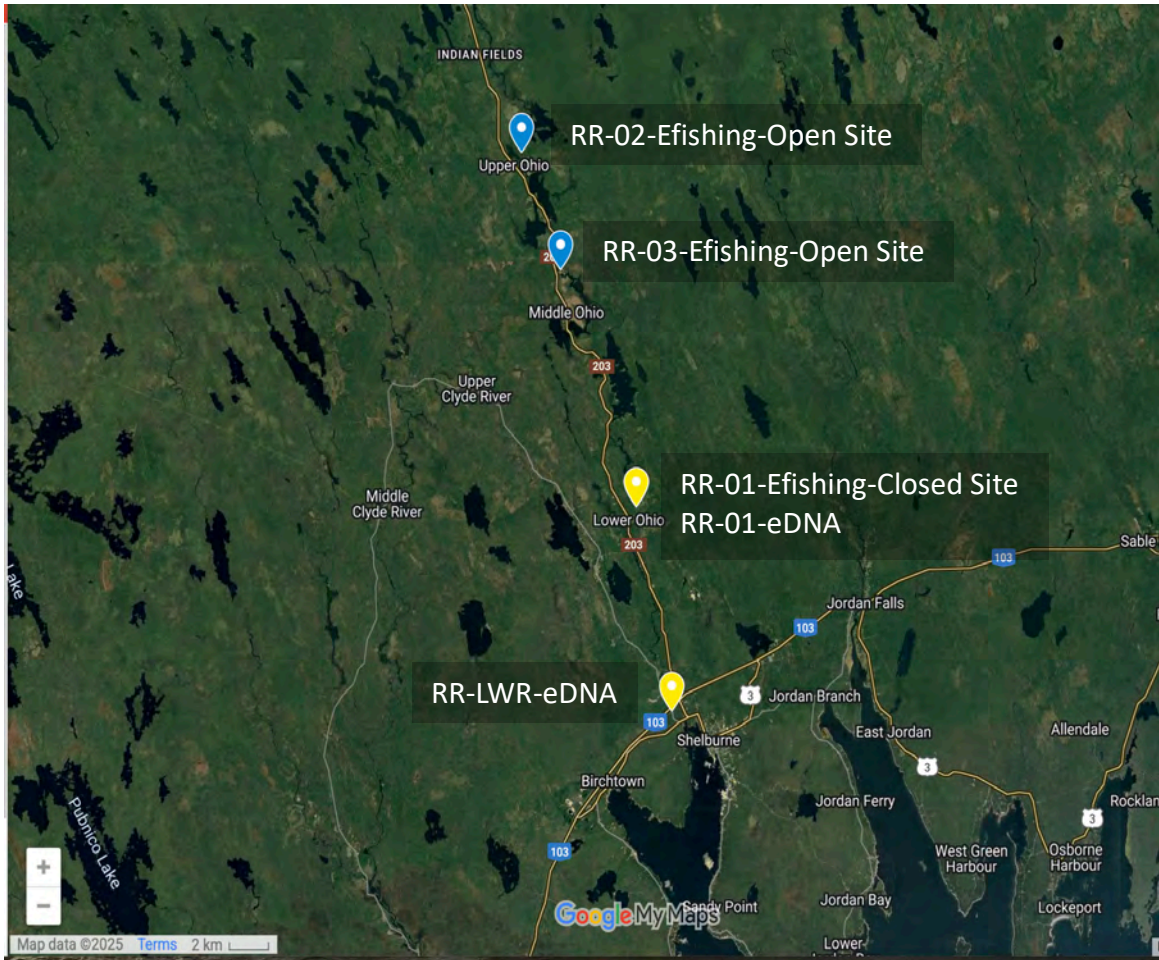 INDIAN FIELDS
RR-02-Efishing-Open Site
Upper Ohio
RR-03-Efishing-Open Site
Middle Ohio
203
Upper
Clyde River
RR-01-Efishing-Closed Site
RR-01-eDNA
Middle
Clyde River
Lower Ohio
203
Sable
103
Lake
Jordan Falls
103
RR-LWR-eDNA
3
Jordan Branch
103
East Jordan
Allendale
Shelburne
3
Birchtown
Jordan Ferry
Rocklan
3
Pubnico Lake
103
West Green
Harbour
Osborne
Harbour
Google My Maps
Sandy Point
Jordan Bay
Lockeport
Lower
Map data ©2025 Terms 2 km